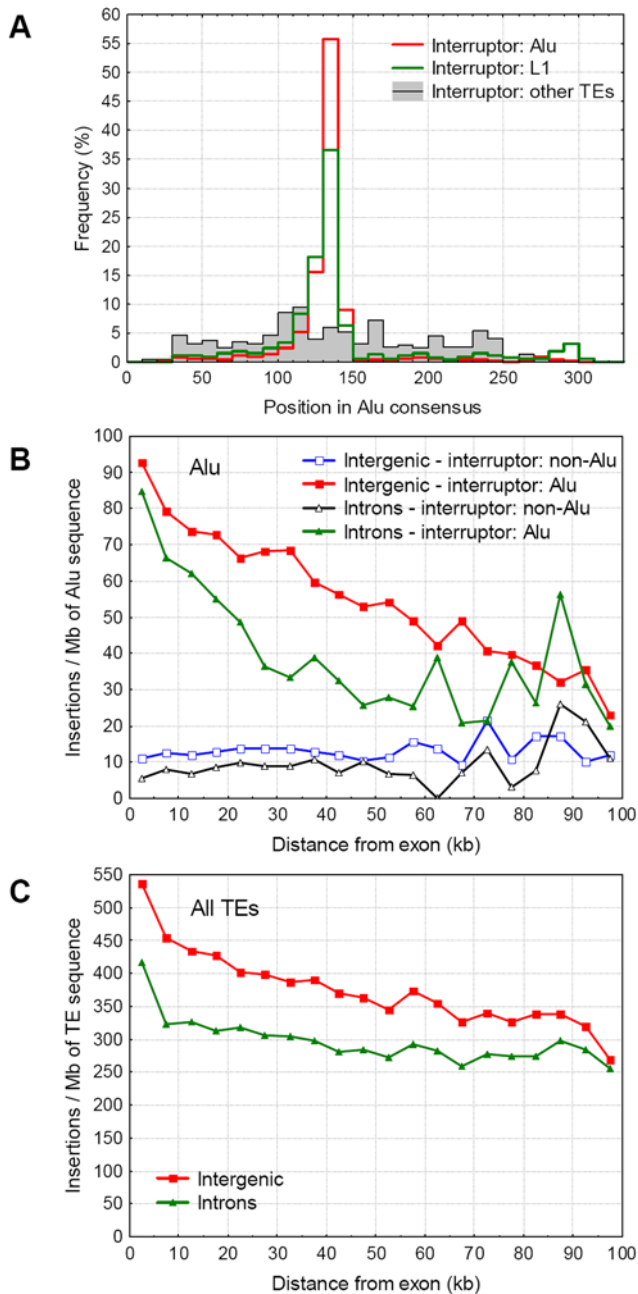 A
60
55
50
45
40
35
30
25
20
15
10
5
0
Frequency (%)
Interruptor: Alu
Interruptor: L1
Interruptor: other TEs
0 50 100 150 200 250 300
Position in Alu consensus
B
100
90
80
70
60
50
40
30
20
10
0
Insertions / Mb of Alu sequence
Alu
Intergenic - interruptor: non-Alu
Intergenic - interruptor: Alu
Introns - interruptor: non-Alu
Introns - interruptor: Alu
0 10 20 30 40 50 60 70 80 90 100
Distance from exon (kb)
C
550
500
450
400
350
300
250
200
150
100
50
0
Insertions / Mb of TE sequence
All TEs
Intergenic
Introns
0 10 20 30 40 50 60 70 80 90 100
Distance from exon (kb)